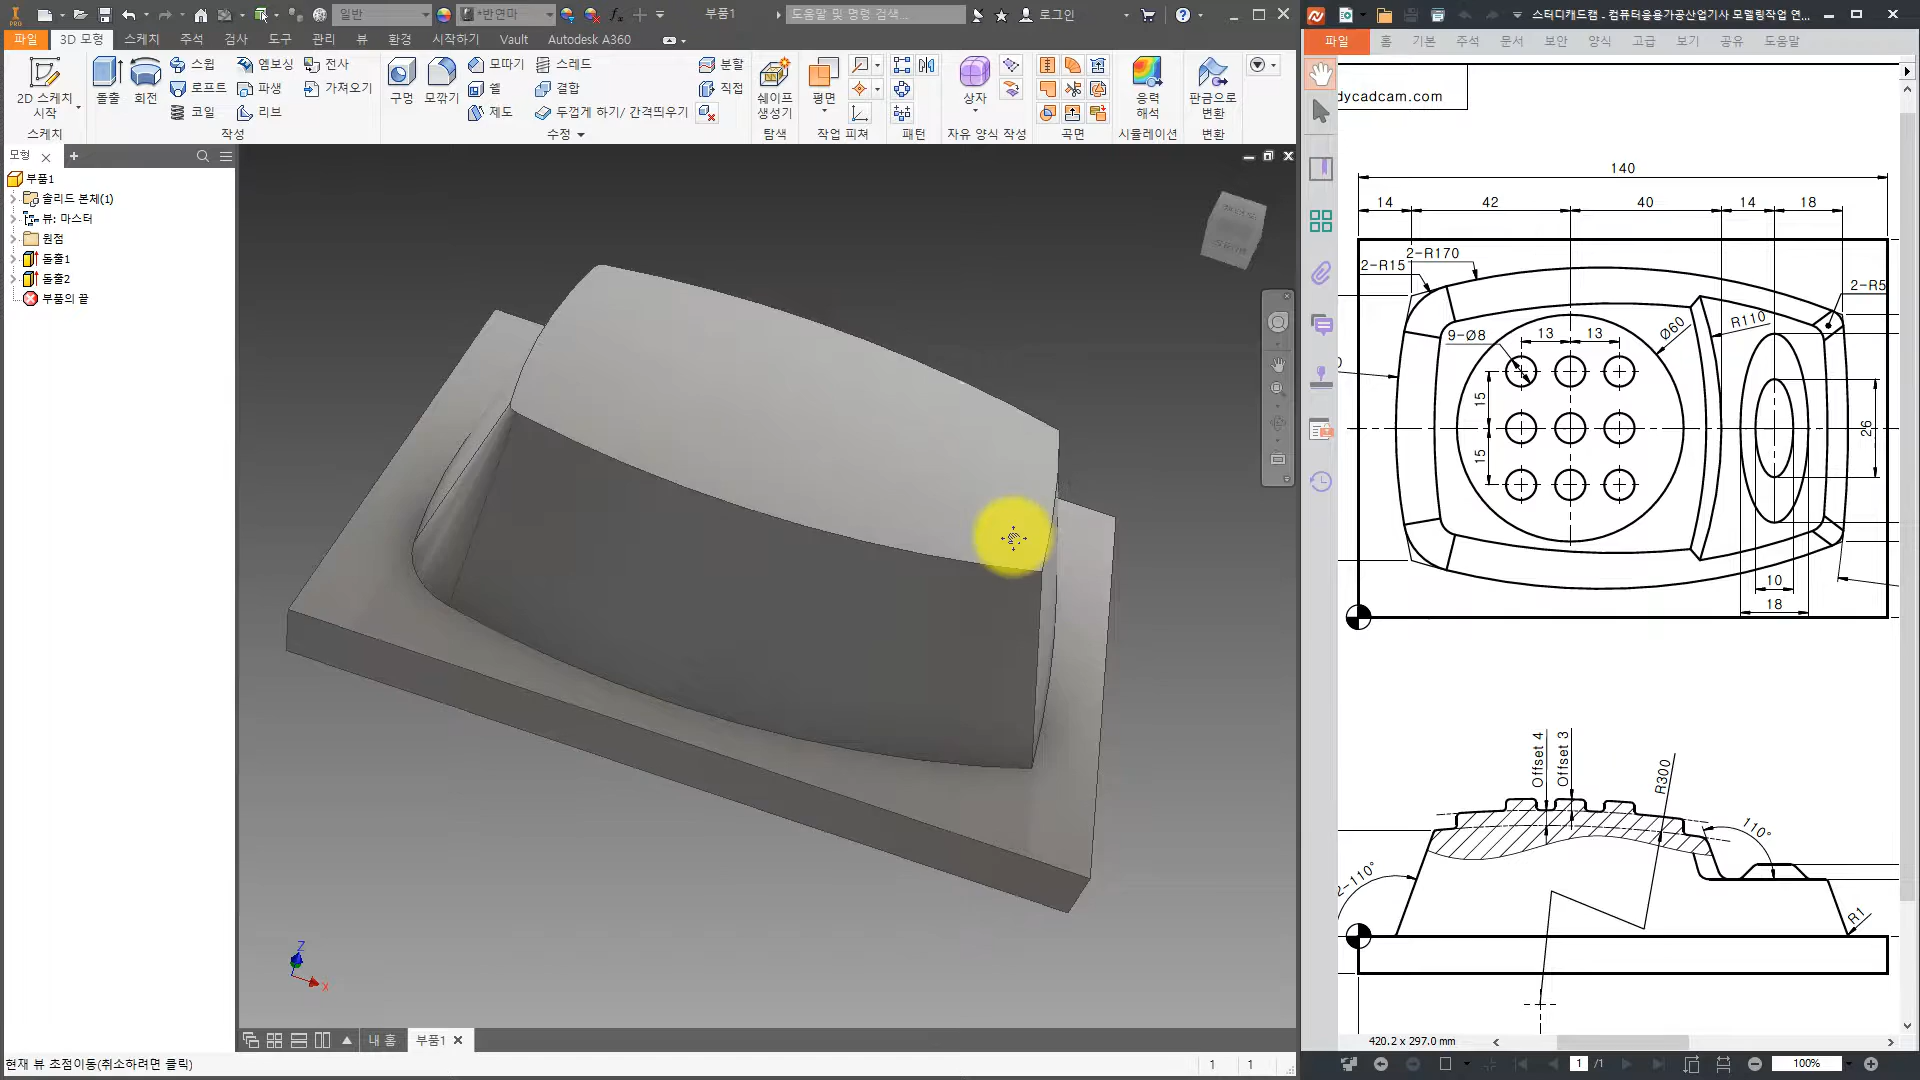 일반
*반연마
부품1
도움말 및 명령 검색...
로그인
파일
3D 모형
스케치
주석
검사
도구
관리
뷰
환경
시작하기
Vault
Autodesk A360
2D 스케치
시작
스케치
돌출
회전
스윕
로프트
코일
엠보싱
파생
리브
전사
가져오기
작성
구멍
모깎기
모따기
쉘
제도
스레드
결합
두껍게 하기/ 간격띄우기
분할
직접
수정
쉐이프
생성기
탐색
평면
작업 피쳐
패턴
상자
자유 양식 작성
곡면
응력
해석
시뮬레이션
판금으로
변환
변환
모형
부품1
솔리드 본체(1)
뷰: 마스터
원점
돌출1
돌출2
부품의 끝
Z
X
내 홈
부품1
현재 뷰 초점이동(취소하려면 클릭)
1
1
스터디캐드캠 - 컴퓨터응용가공산업기사 모델링작업 연...
파일
홈
기본
주석
문서
보안
양식
고급
보기
공유
도움말
dycadcam.com
140
14
42
40
14
18
2-R170
2-R15
2-R5
R110
Ø60
13
13
9-Ø8
15
15
26
10
18
Offset 4
Offset 3
R300
110°
2-110°
R1
420.2 x 297.0 mm
1
/1
100%